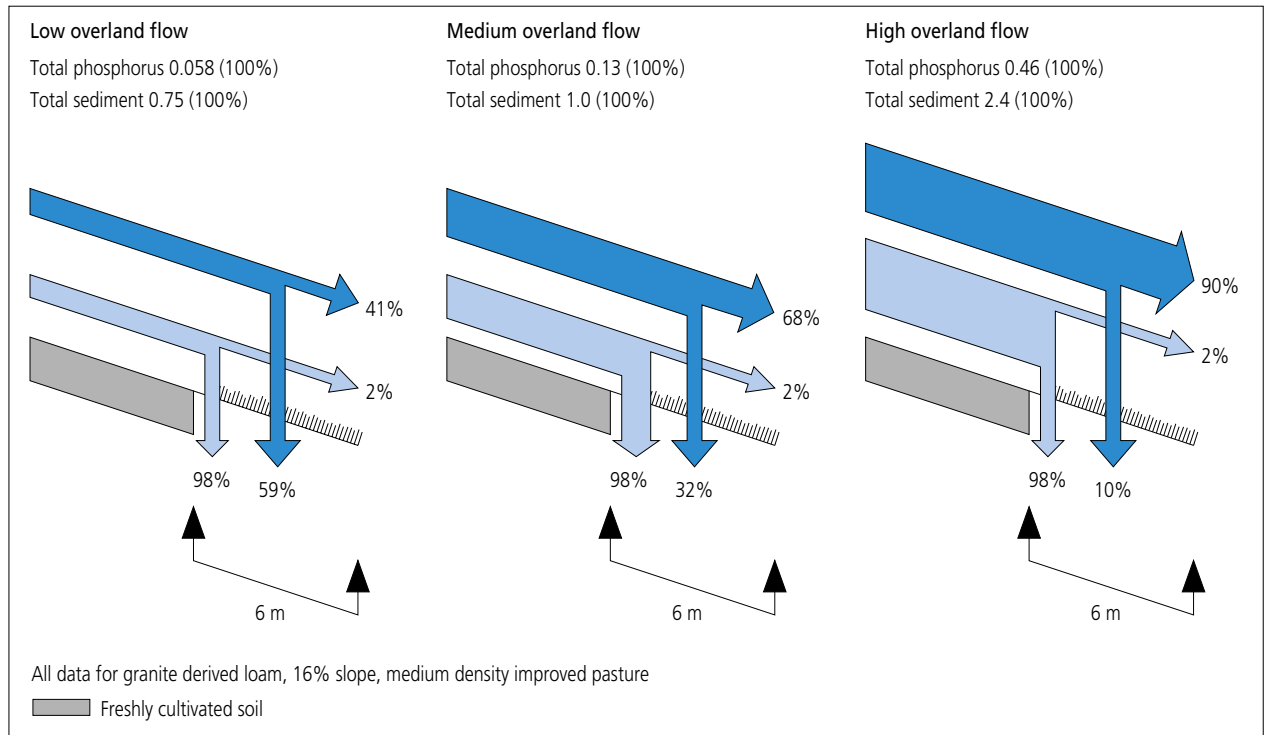 Low overland flow
Total phosphorus 0.058 (100%)
Total sediment 0.75 (100%)
41%
2%
98%
59%
6 m
Medium overland flow
Total phosphorus 0.13 (100%)
Total sediment 1.0 (100%)
68%
2%
98%
32%
6 m
High overland flow
Total phosphorus 0.46 (100%)
Total sediment 2.4 (100%)
90%
2%
98%
10%
6 m
All data for granite derived loam, 16% slope, medium density improved pasture
Freshly cultivated soil